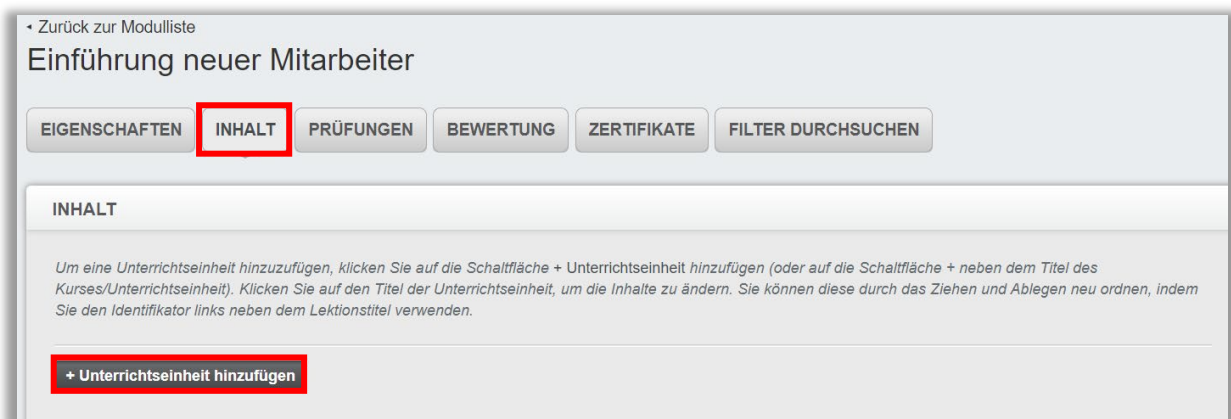 Zurück zur Modulliste
Einführung neuer Mitarbeiter
EIGENSCHAFTEN INHALT PRÜFUNGEN BEWERTUNG ZERTIFIKATE FILTER DURCHSUCHEN
INHALT
Um eine Unterrichtseinheit hinzuzufügen, klicken Sie auf die Schaltfläche + Unterrichtseinheit hinzufügen (oder auf die Schaltfläche + neben dem Titel des
Kurses/Unterrichtseinheit). Klicken Sie auf den Titel der Unterrichtseinheit, um die Inhalte zu ändern. Sie können diese durch das Ziehen und Ablegen neu ordnen, indem
Sie den Identifikator links neben dem Lektionstitel verwenden.
+ Unterrichtseinheit hinzufügen